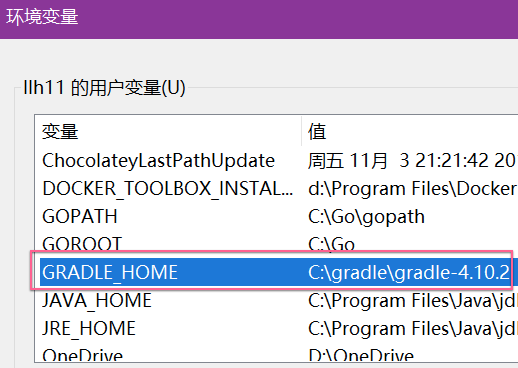 环境变量
llh11 的用户变量(U)
变量 值
ChocolateyLastPathUpdate 周五 11月 3 21:21:42 20
DOCKER_TOOLBOX_INSTAL... d:\Program Files\Docker
GOPATH C:\Go\gopath
GOROOT C:\Go
GRADLE_HOME C:\gradle\gradle-4.10.2
JAVA_HOME C:\Program Files\Java\jd
JRE_HOME C:\Program Files\Java\jd
OneDrive D:\OneDrive